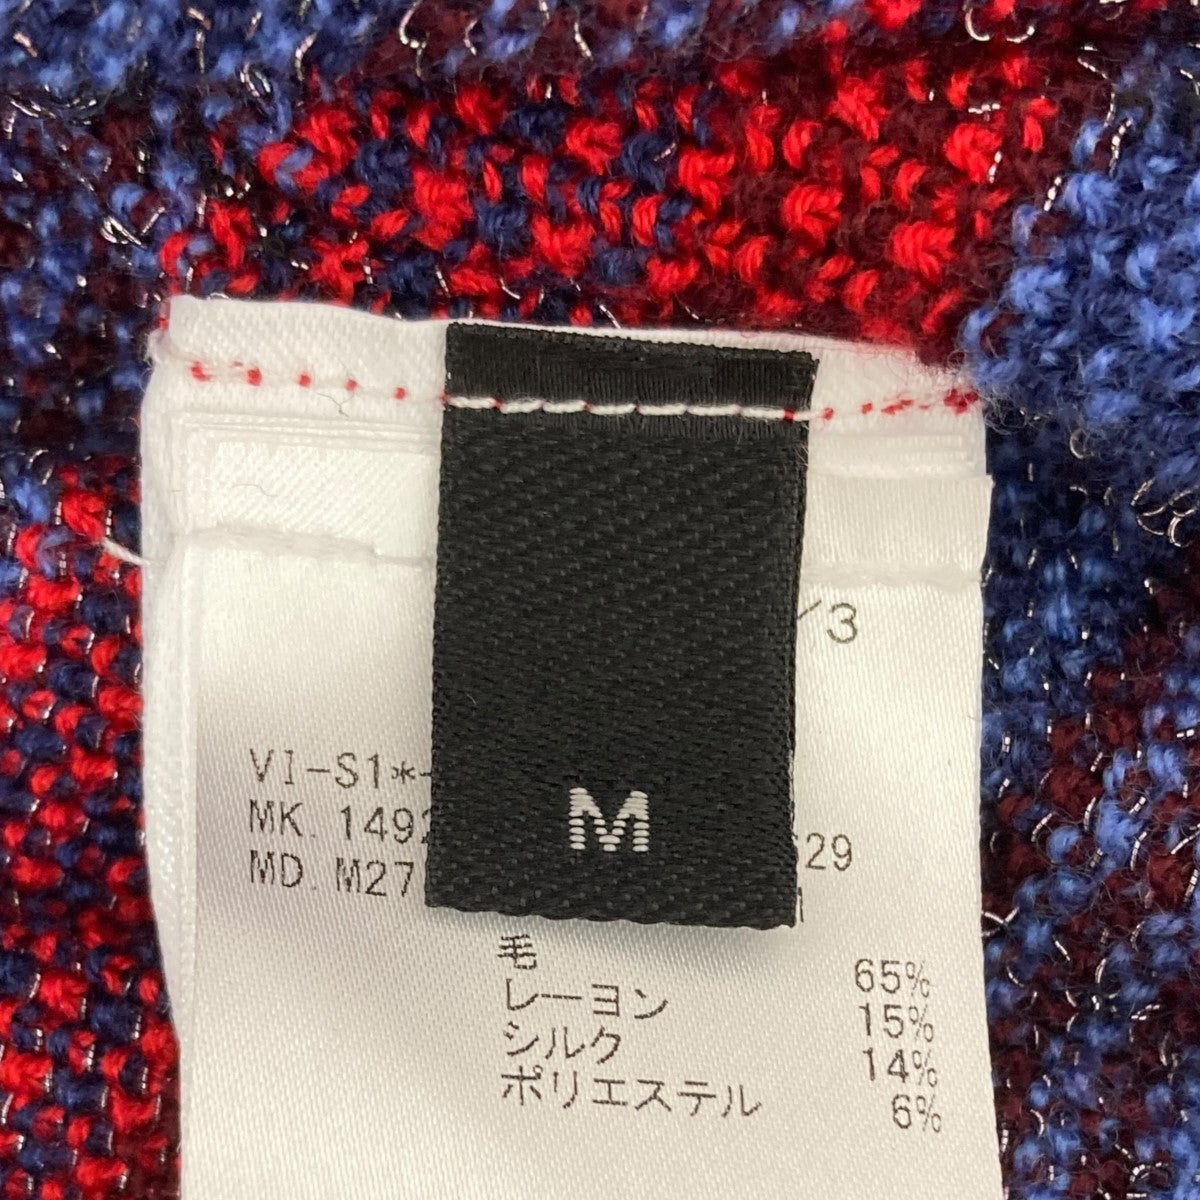 /3
VI-S1*-
MK. 149
M
29
MD. M27
毛 65%
レーヨン 15%
シルク 14%
ポリエステル 6%